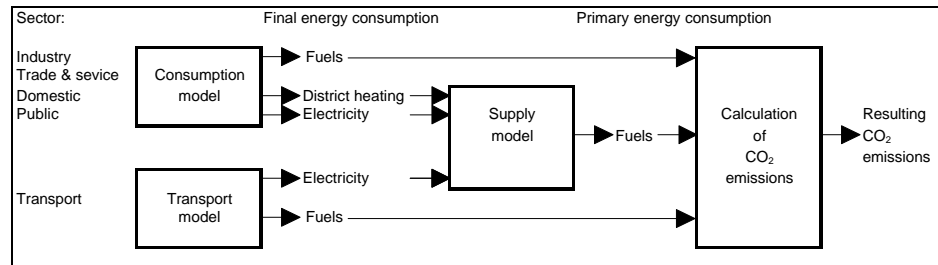 Sector: Final energy consumption Primary energy consumption
Industry
Trade & sevice
Domestic
Public
Consumption
model
Fuels
District heating
Electricity
Supply
model
Fuels
Calculation
of
CO₂
emissions
Resulting
CO₂
emissions
Transport
Transport
model
Electricity
Fuels